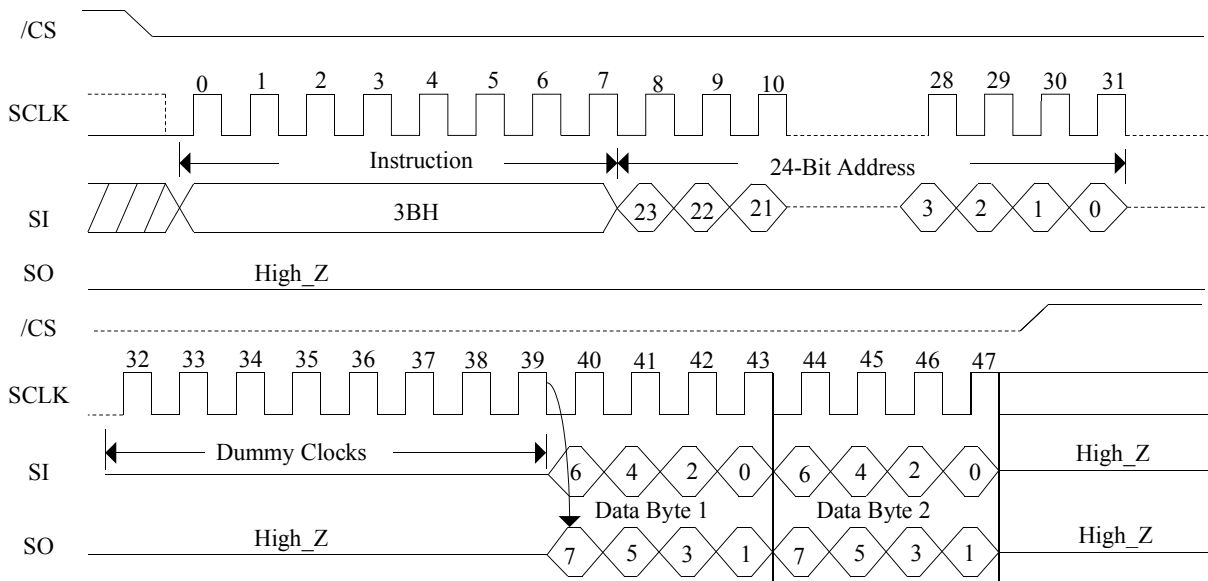 /CS
0 1 2 3 4 5 6 7 8 9 10 28 29 30 31
SCLK
Instruction 24-Bit Address
SI 3BH 23 22 21 3 2 1 0
SO High_Z
/CS
32 33 34 35 36 37 38 39 40 41 42 43 44 45 46 47
SCLK
Dummy Clocks
SI 6 4 2 0 6 4 2 0 High_Z
Data Byte 1 Data Byte 2
SO High_Z 7 5 3 1 7 5 3 1 High_Z